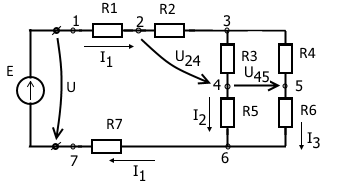 1 R1 2 R2 3
I1 U24 R3 R4
E U 4 U45 5
I2 R5 R6
R7 I3
7 I1 6